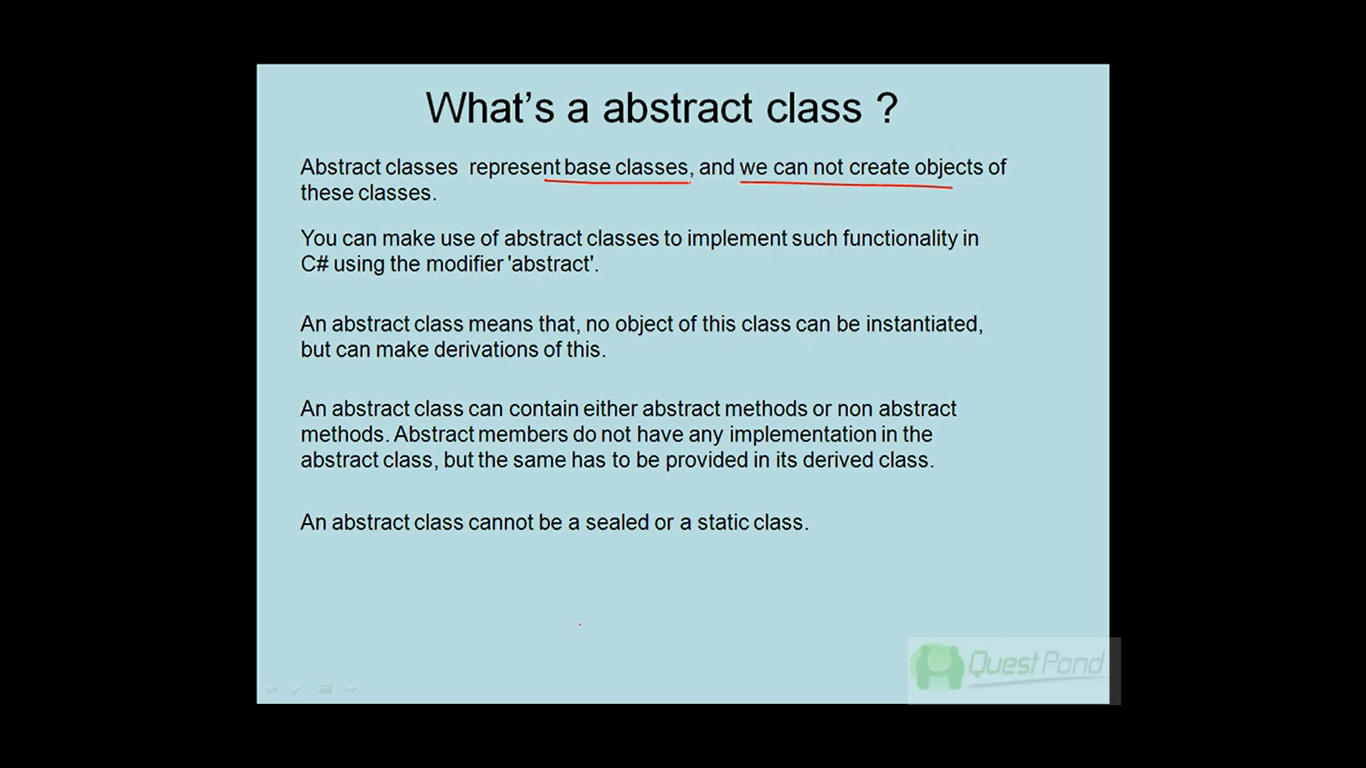 What's a abstract class ?
Abstract classes represent base classes, and we can not create objects of
these classes.
You can make use of abstract classes to implement such functionality in
C# using the modifier 'abstract'.
An abstract class means that, no object of this class can be instantiated,
but can make derivations of this.
An abstract class can contain either abstract methods or non abstract
methods. Abstract members do not have any implementation in the
abstract class, but the same has to be provided in its derived class.
An abstract class cannot be a sealed or a static class.
QuestPond